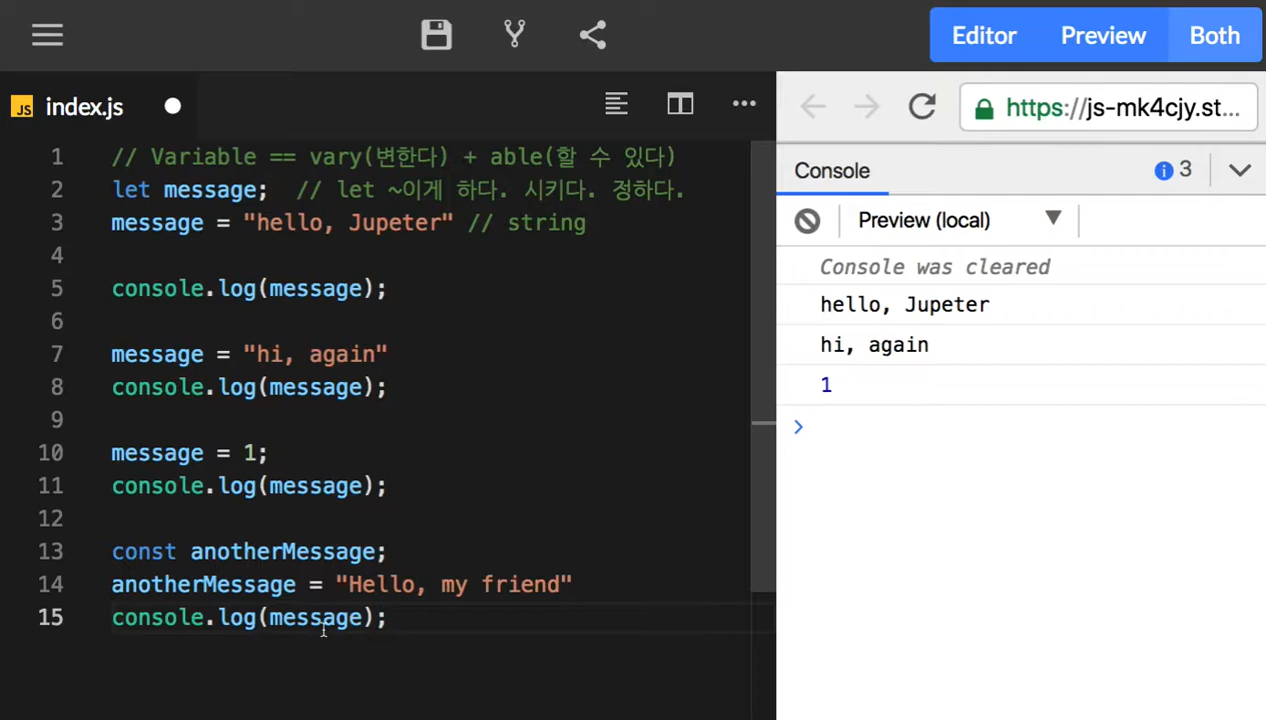 Editor Preview Both
JS index.js
https://js-mk4cjy.st...
1 // Variable == vary(변한다) + able(할 수 있다)
2 let message; // let ~이게 하다. 시키다. 정하다.
3 message = "hello, Jupeter" // string
4
5 console.log(message);
6
7 message = "hi, again"
8 console.log(message);
9
10 message = 1;
11 console.log(message);
12
13 const anotherMessage;
14 anotherMessage = "Hello, my friend"
15 console.log(message);
Console 3
Preview (local)
Console was cleared
hello, Jupeter
hi, again
1